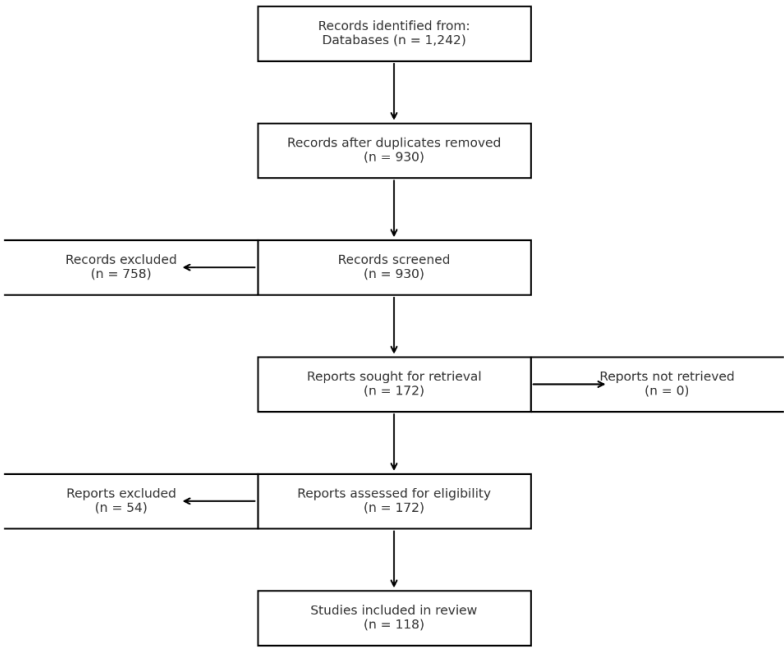 Records identified from:
Databases (n = 1,242)
Records after duplicates removed
(n = 930)
Records excluded
(n = 758)
Records screened
(n = 930)
Reports sought for retrieval
(n = 172)
Reports not retrieved
(n = 0)
Reports excluded
(n = 54)
Reports assessed for eligibility
(n = 172)
Studies included in review
(n = 118)